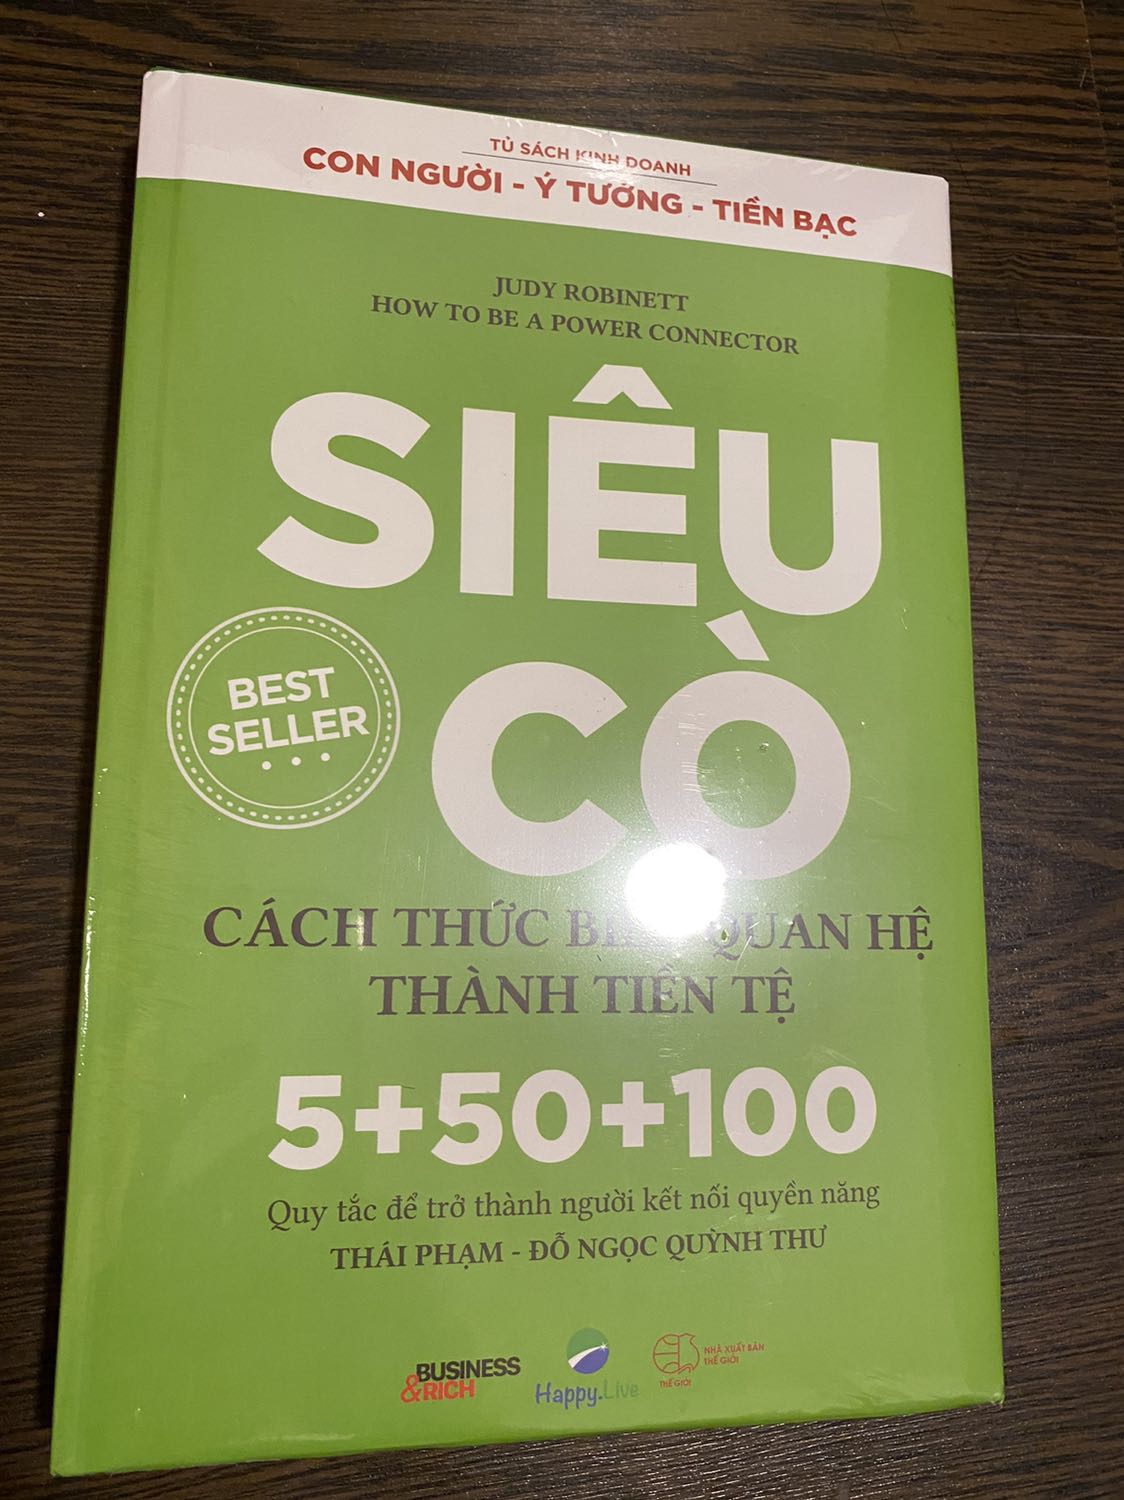 TỦ SÁCH KINH DOANH
CON NGƯỜI - Ý TƯỞNG - TIỀN BẠC
JUDY ROBINETT
HOW TO BE A POWER CONNECTOR
SIÊU
CÒ
BEST
SELLER
CÁCH THỨC QUAN HỆ
THÀNH TIỀN TỆ
5+50+100
Quy tắc để trở thành người kết nối quyền năng
THÁI PHẠM - ĐỖ NGỌC QUỲNH THƯ
BUSINESS
&RICH
Happy.Live
NHÀ XUẤT BẢN
THẾ GIỚI
THẾ GIỚI